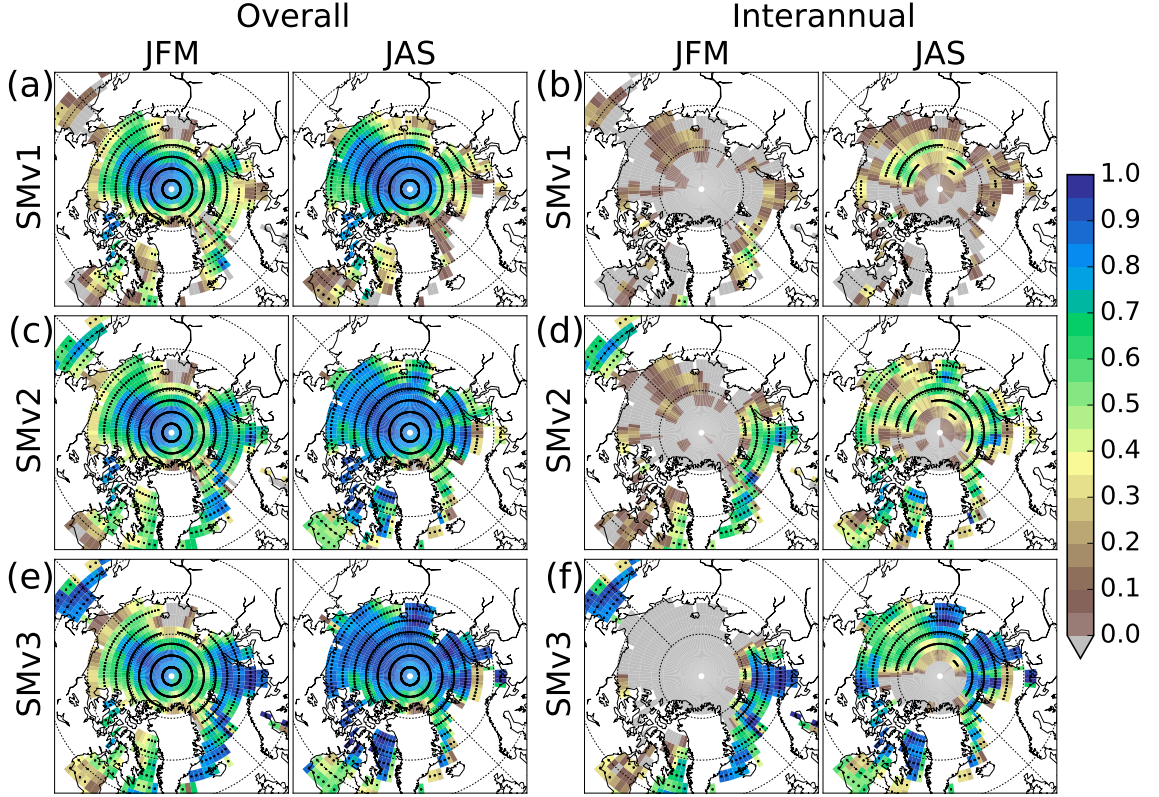 Overall Interannual
JFM JAS JFM JAS
(a) (b)
SMv1 SMv1
(c) (d)
SMv2 SMv2
(e) (f)
SMv3 SMv3
1.0
0.9
0.8
0.7
0.6
0.5
0.4
0.3
0.2
0.1
0.0